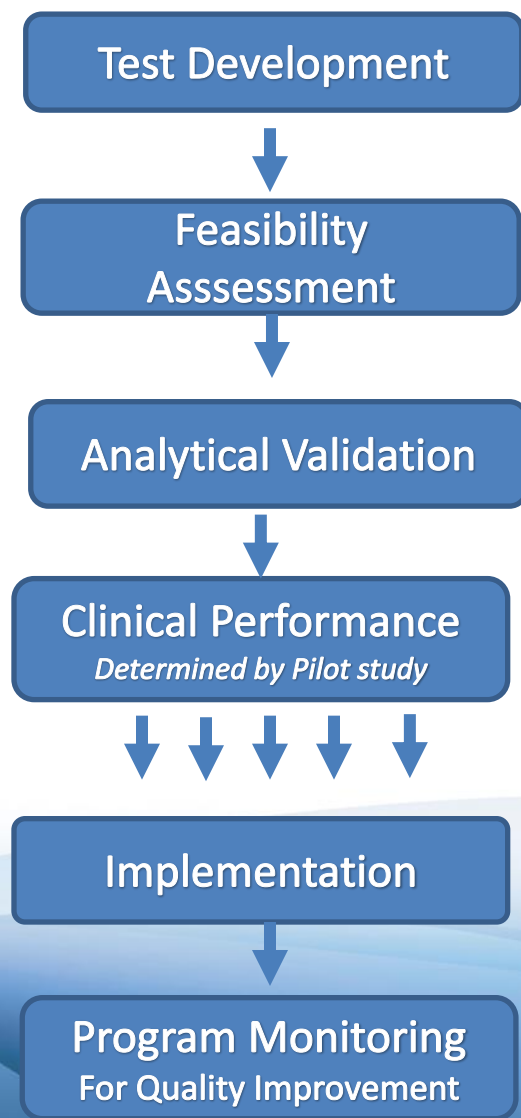 Test Development
Feasibility
Asssessment
Analytical Validation
Clinical Performance
Determined by Pilot study
Implementation
Program Monitoring
For Quality Improvement